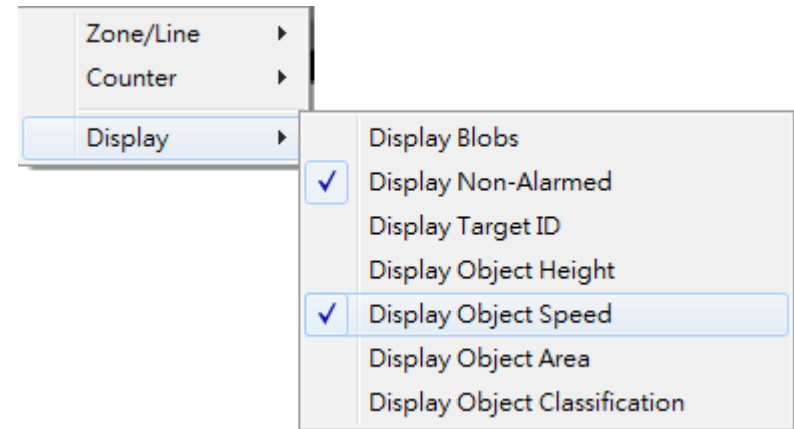 Zone/Line
Counter
Display
Display Blobs
Display Non-Alarmed
Display Target ID
Display Object Height
Display Object Speed
Display Object Area
Display Object Classification